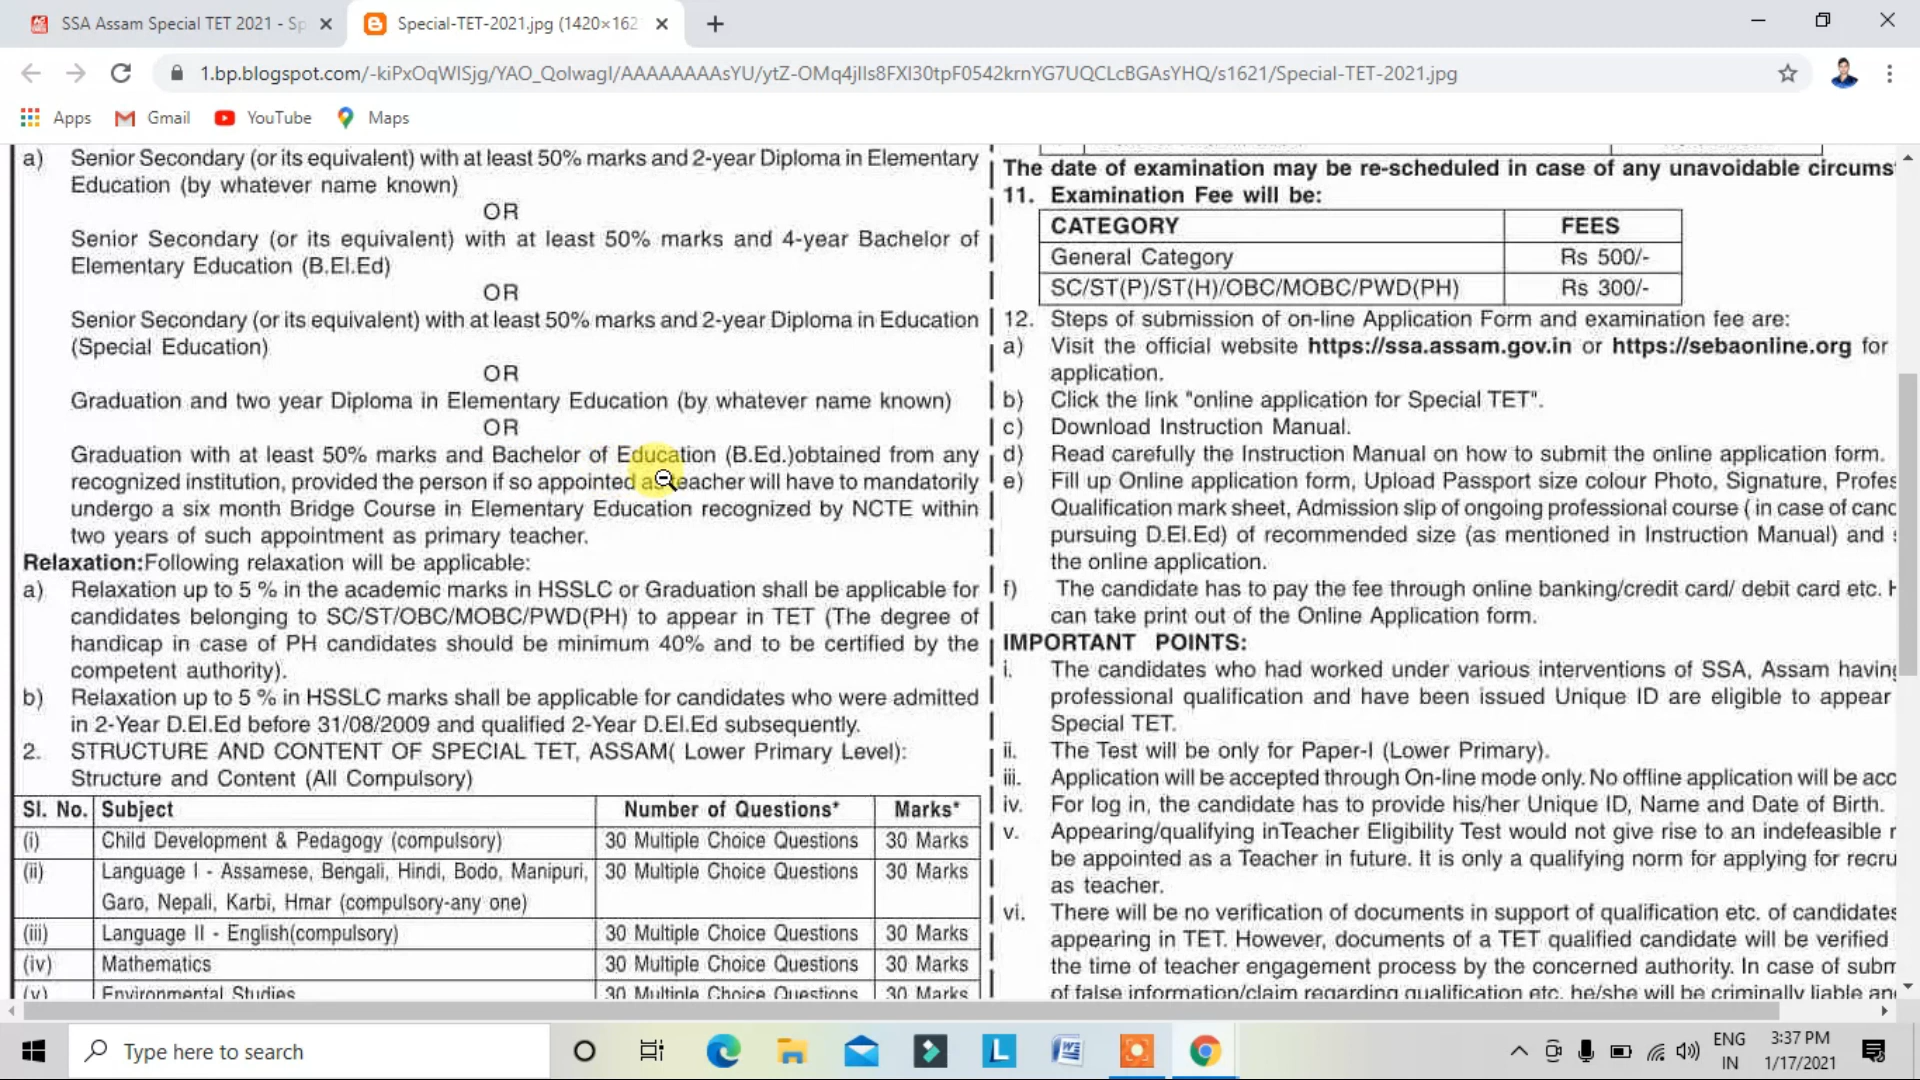 SSA Assam Special TET 2021 - Sp
Special-TET-2021.jpg (1420×162
1.bp.blogspot.com/-kiPxOqWISjg/YAO_QoIwagI/AAAAAAAAsYU/ytZ-OMq4jlls8FXI30tpF0542krnYG7UQCLcBGAsYHQ/s1621/Special-TET-2021.jpg
Apps Gmail YouTube Maps
a) Senior Secondary (or its equivalent) with at least 50% marks and 2-year Diploma in Elementary
Education (by whatever name known)
OR
Senior Secondary (or its equivalent) with at least 50% marks and 4-year Bachelor of
Elementary Education (B.El.Ed)
OR
Senior Secondary (or its equivalent) with at least 50% marks and 2-year Diploma in Education
(Special Education)
OR
Graduation and two year Diploma in Elementary Education (by whatever name known)
OR
Graduation with at least 50% marks and Bachelor of Education (B.Ed.)obtained from any
recognized institution, provided the person if so appointed as teacher will have to mandatorily
undergo a six month Bridge Course in Elementary Education recognized by NCTE within
two years of such appointment as primary teacher.
Relaxation:Following relaxation will be applicable:
a) Relaxation up to 5 % in the academic marks in HSSLC or Graduation shall be applicable for
candidates belonging to SC/ST/OBC/MOBC/PWD(PH) to appear in TET (The degree of
handicap in case of PH candidates should be minimum 40% and to be certified by the
competent authority).
b) Relaxation up to 5 % in HSSLC marks shall be applicable for candidates who were admitted
in 2-Year D.El.Ed before 31/08/2009 and qualified 2-Year D.El.Ed subsequently.
2. STRUCTURE AND CONTENT OF SPECIAL TET, ASSAM( Lower Primary Level):
Structure and Content (All Compulsory)
Sl. No. Subject Number of Questions* Marks*
(i) Child Development & Pedagogy (compulsory) 30 Multiple Choice Questions 30 Marks
(ii) Language I - Assamese, Bengali, Hindi, Bodo, Manipuri, 30 Multiple Choice Questions 30 Marks
Garo, Nepali, Karbi, Hmar (compulsory-any one)
(iii) Language II - English(compulsory) 30 Multiple Choice Questions 30 Marks
(iv) Mathematics 30 Multiple Choice Questions 30 Marks
(v) Environmental Studies 30 Multiple Choice Questions 30 Marks
The date of examination may be re-scheduled in case of any unavoidable circums
11. Examination Fee will be:
CATEGORY FEES
General Category Rs 500/-
SC/ST(P)/ST(H)/OBC/MOBC/PWD(PH) Rs 300/-
12. Steps of submission of on-line Application Form and examination fee are:
a) Visit the official website https://ssa.assam.gov.in or https://sebaonline.org for
application.
b) Click the link "online application for Special TET".
c) Download Instruction Manual.
d) Read carefully the Instruction Manual on how to submit the online application form.
e) Fill up Online application form, Upload Passport size colour Photo, Signature, Profes
Qualification mark sheet, Admission slip of ongoing professional course ( in case of canc
pursuing D.El.Ed) of recommended size (as mentioned in Instruction Manual) and
the online application.
f) The candidate has to pay the fee through online banking/credit card/ debit card etc. H
can take print out of the Online Application form.
IMPORTANT POINTS:
i. The candidates who had worked under various interventions of SSA, Assam having
professional qualification and have been issued Unique ID are eligible to appear
Special TET.
ii. The Test will be only for Paper-I (Lower Primary).
iii. Application will be accepted through On-line mode only. No offline application will be acc
iv. For log in, the candidate has to provide his/her Unique ID, Name and Date of Birth.
v. Appearing/qualifying inTeacher Eligibility Test would not give rise to an indefeasible r
be appointed as a Teacher in future. It is only a qualifying norm for applying for recru
as teacher.
vi. There will be no verification of documents in support of qualification etc. of candidates
appearing in TET. However, documents of a TET qualified candidate will be verified
the time of teacher engagement process by the concerned authority. In case of subm
of false information/claim regarding qualification etc. he/she will be criminally liable an
Type here to search
ENG 3:37 PM
IN 1/17/2021